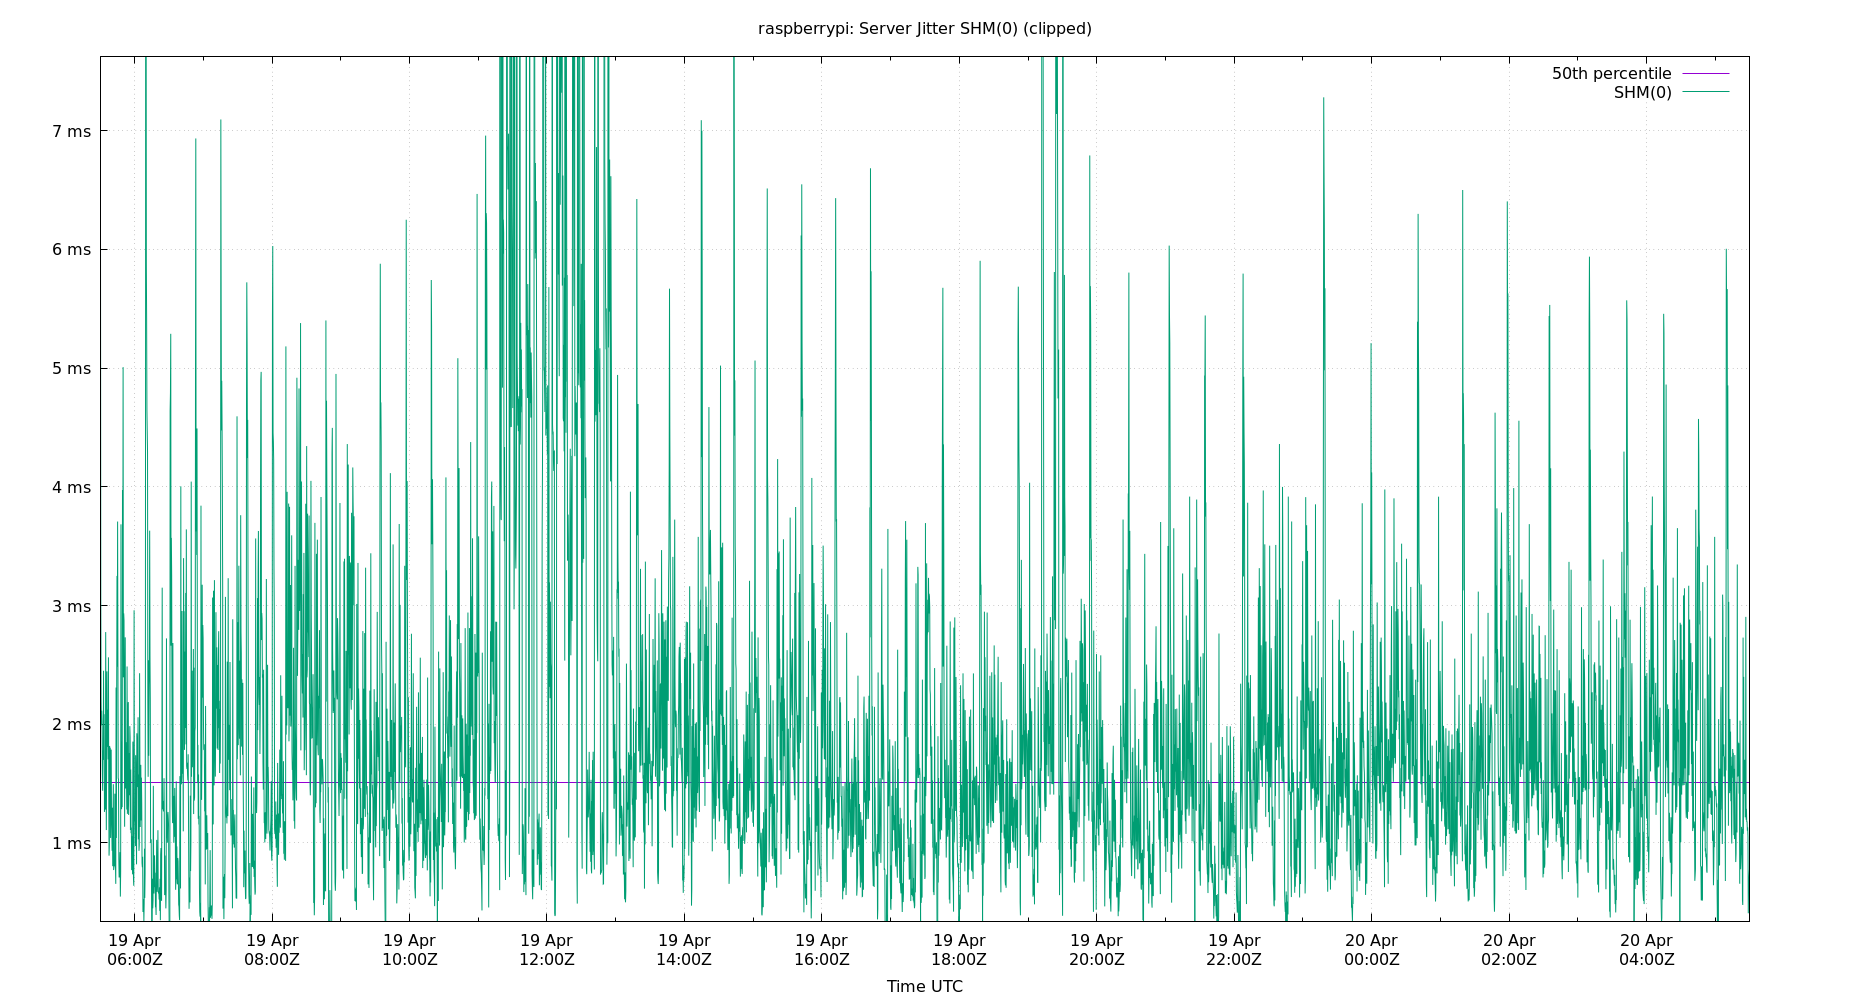 raspberrypi: Server Jitter SHM(0) (clipped)
50th percentile
SHM(0)
7 ms
6 ms
5 ms
4 ms
3 ms
2 ms
1 ms
19 Apr 19 Apr 19 Apr 19 Apr 19 Apr 19 Apr 19 Apr 19 Apr 19 Apr 20 Apr 20 Apr 20 Apr
06:00Z 08:00Z 10:00Z 12:00Z 14:00Z 16:00Z 18:00Z 20:00Z 22:00Z 00:00Z 02:00Z 04:00Z
Time UTC